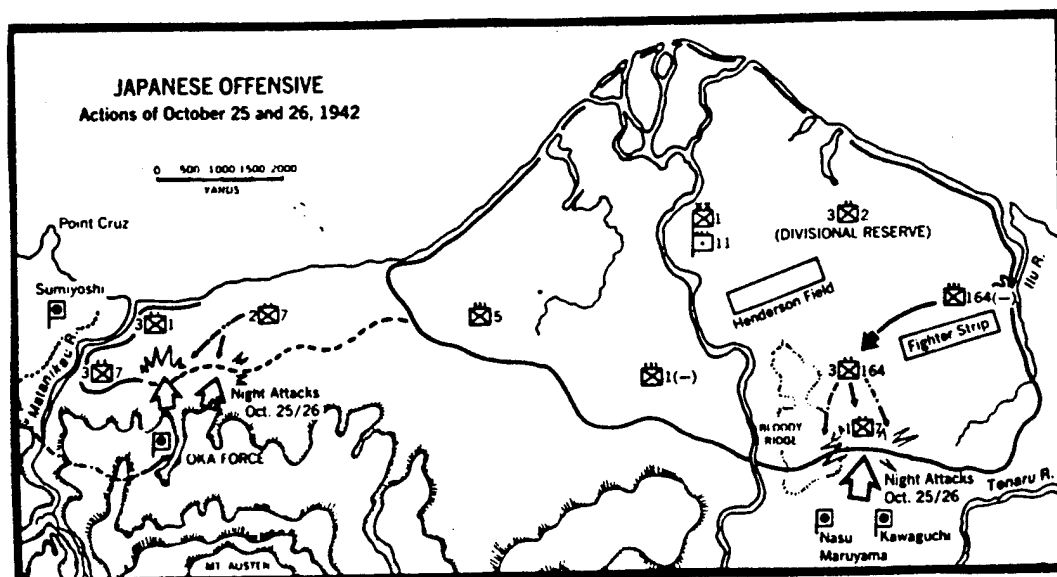 JAPANESE OFFENSIVE
Actions of October 25 and 26, 1942
0 500 1000 1500 2000
YARDS
Point Cruz
Sumiyoshi
Matanikau R.
3 1
2 7
3 7
Night Attacks
Oct. 25/26
OKA FORCE
MT AUSTEN
5
1(-)
1
11
3 2
(DIVISIONAL RESERVE)
Henderson Field
164(-)
Ilu R.
Fighter Strip
3 164
BLOODY
RIDGE
1 7
Night Attacks
Oct. 25/26
Tenaru R.
Nasu
Maruyama
Kawaguchi